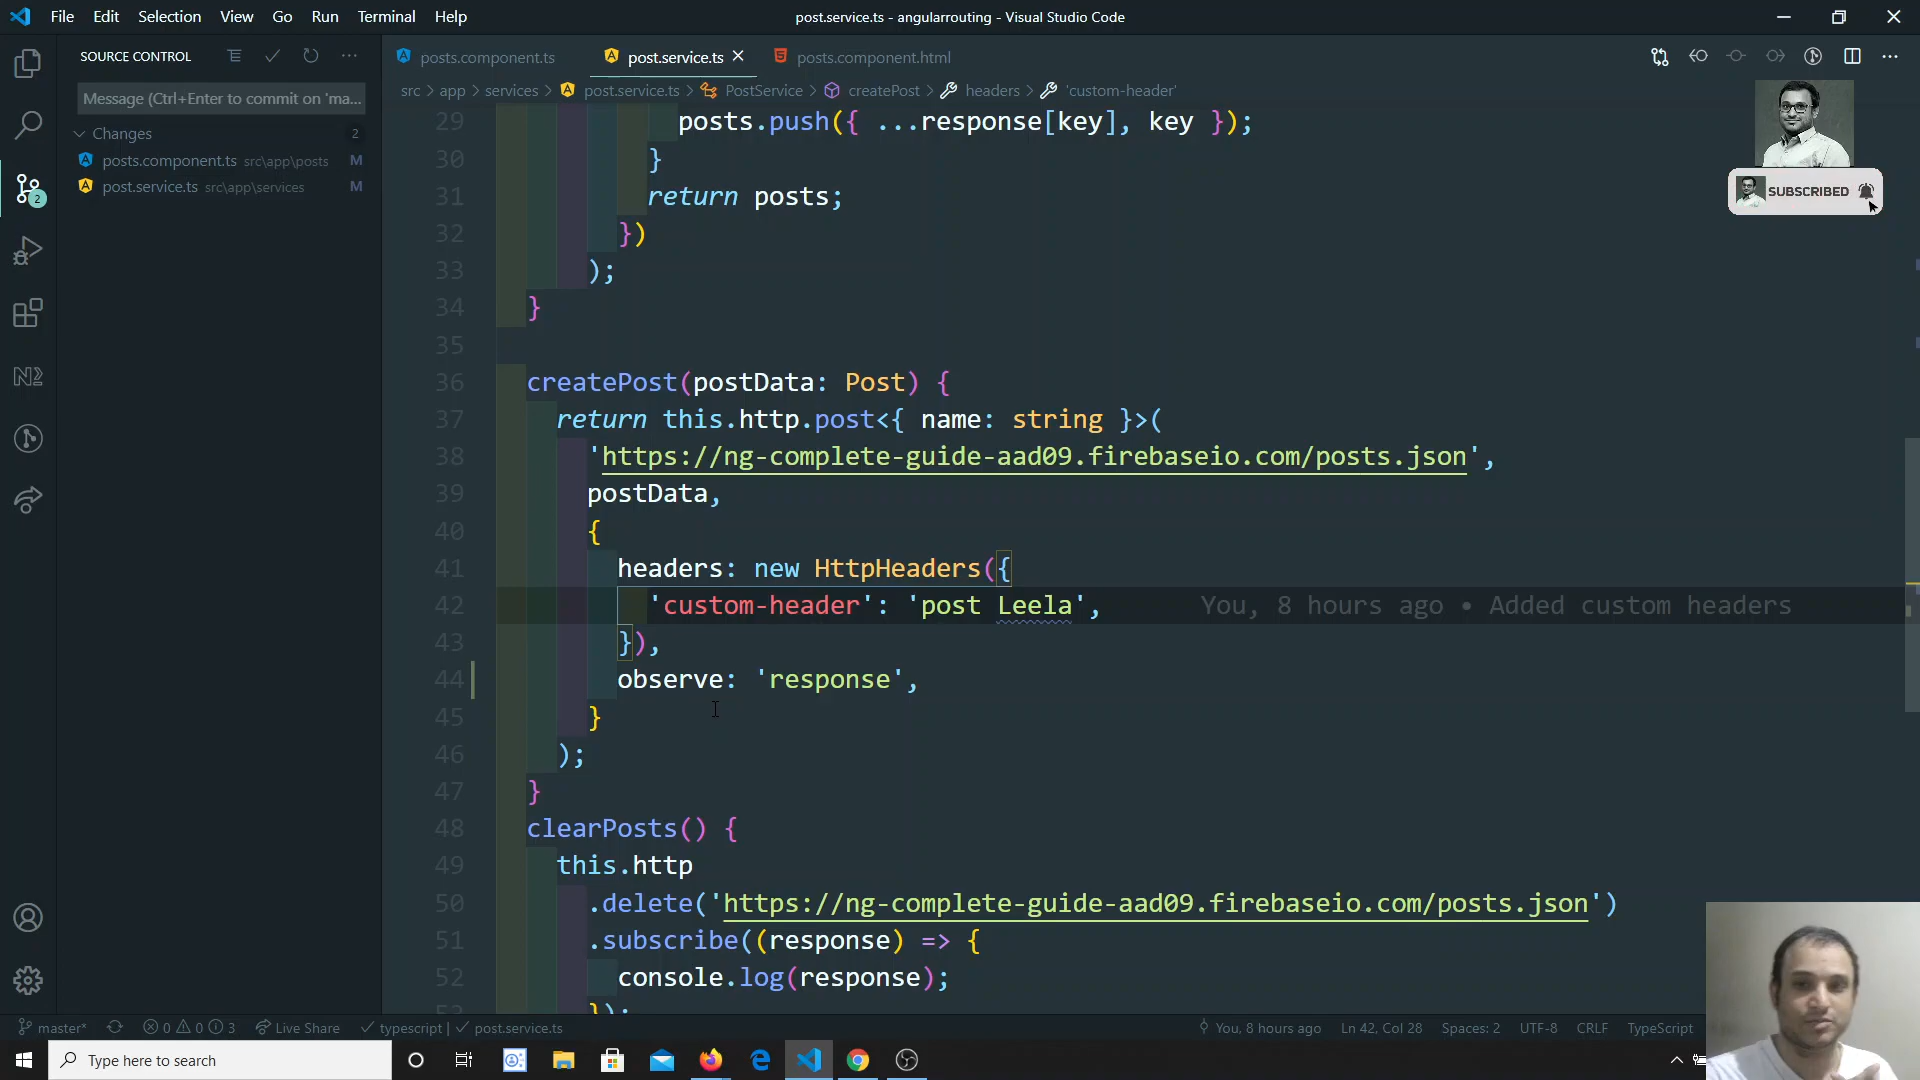 File Edit Selection View Go Run Terminal Help
post.service.ts - angularrouting - Visual Studio Code
SOURCE CONTROL
posts.component.ts post.service.ts posts.component.html
Message (Ctrl+Enter to commit on 'ma...
src > app > services > post.service.ts > PostService > createPost > headers > 'custom-header'
Changes 2
posts.component.ts src\app\posts M
post.service.ts src\app\services M
2
SUBSCRIBED
29 posts.push({ ...response[key], key });
30 }
31 return posts;
32 })
33 );
34 }
35
36 createPost(postData: Post) {
37 return this.http.post<{ name: string }>(
38 'https://ng-complete-guide-aad09.firebaseio.com/posts.json',
39 postData,
40 {
41 headers: new HttpHeaders({
42 'custom-header': 'post Leela', You, 8 hours ago • Added custom headers
43 }),
44 observe: 'response',
45 }
46 );
47 }
48 clearPosts() {
49 this.http
50 .delete('https://ng-complete-guide-aad09.firebaseio.com/posts.json')
51 .subscribe((response) => {
52 console.log(response);
master* 0 0 3 Live Share typescript | post.service.ts You, 8 hours ago Ln 42, Col 28 Spaces: 2 UTF-8 CRLF TypeScript
Type here to search